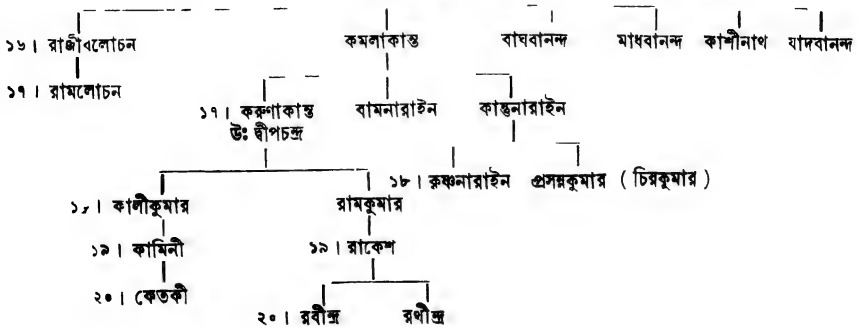 ১৬। রাজীবলোচন কমলাকান্ত রাঘবানন্দ মাধবানন্দ কাশীনাথ যাদবানন্দ
১৭। রামলোচন
১৭। করুণাকান্ত রামনারাইন কান্তনারাইন
উঃ দ্বীপচন্দ্র
১৮। কৃষ্ণনারাইন প্রসন্নকুমার ( চিত্রকুমার )
১৮। কালীকুমার রামকুমার
১৯। কামিনী ১৯। রাকেশ
২০। কেতকী
২০। রবীন্দ্র রথীন্দ্র